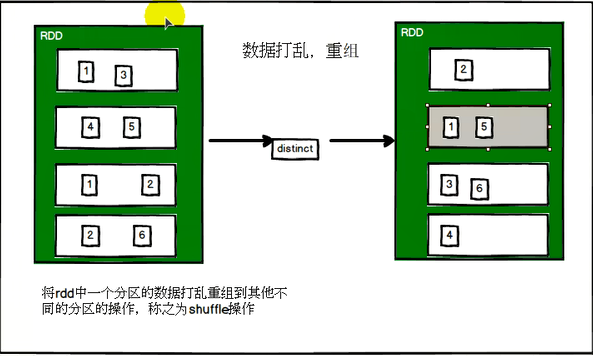 RDD
1 3
4 5
1 2
2 6
数据打乱，重组
distinct
RDD
2
1 5
3 6
4
将rdd中一个分区的数据打乱重组到其他不
同的分区的操作，称之为shuffle操作